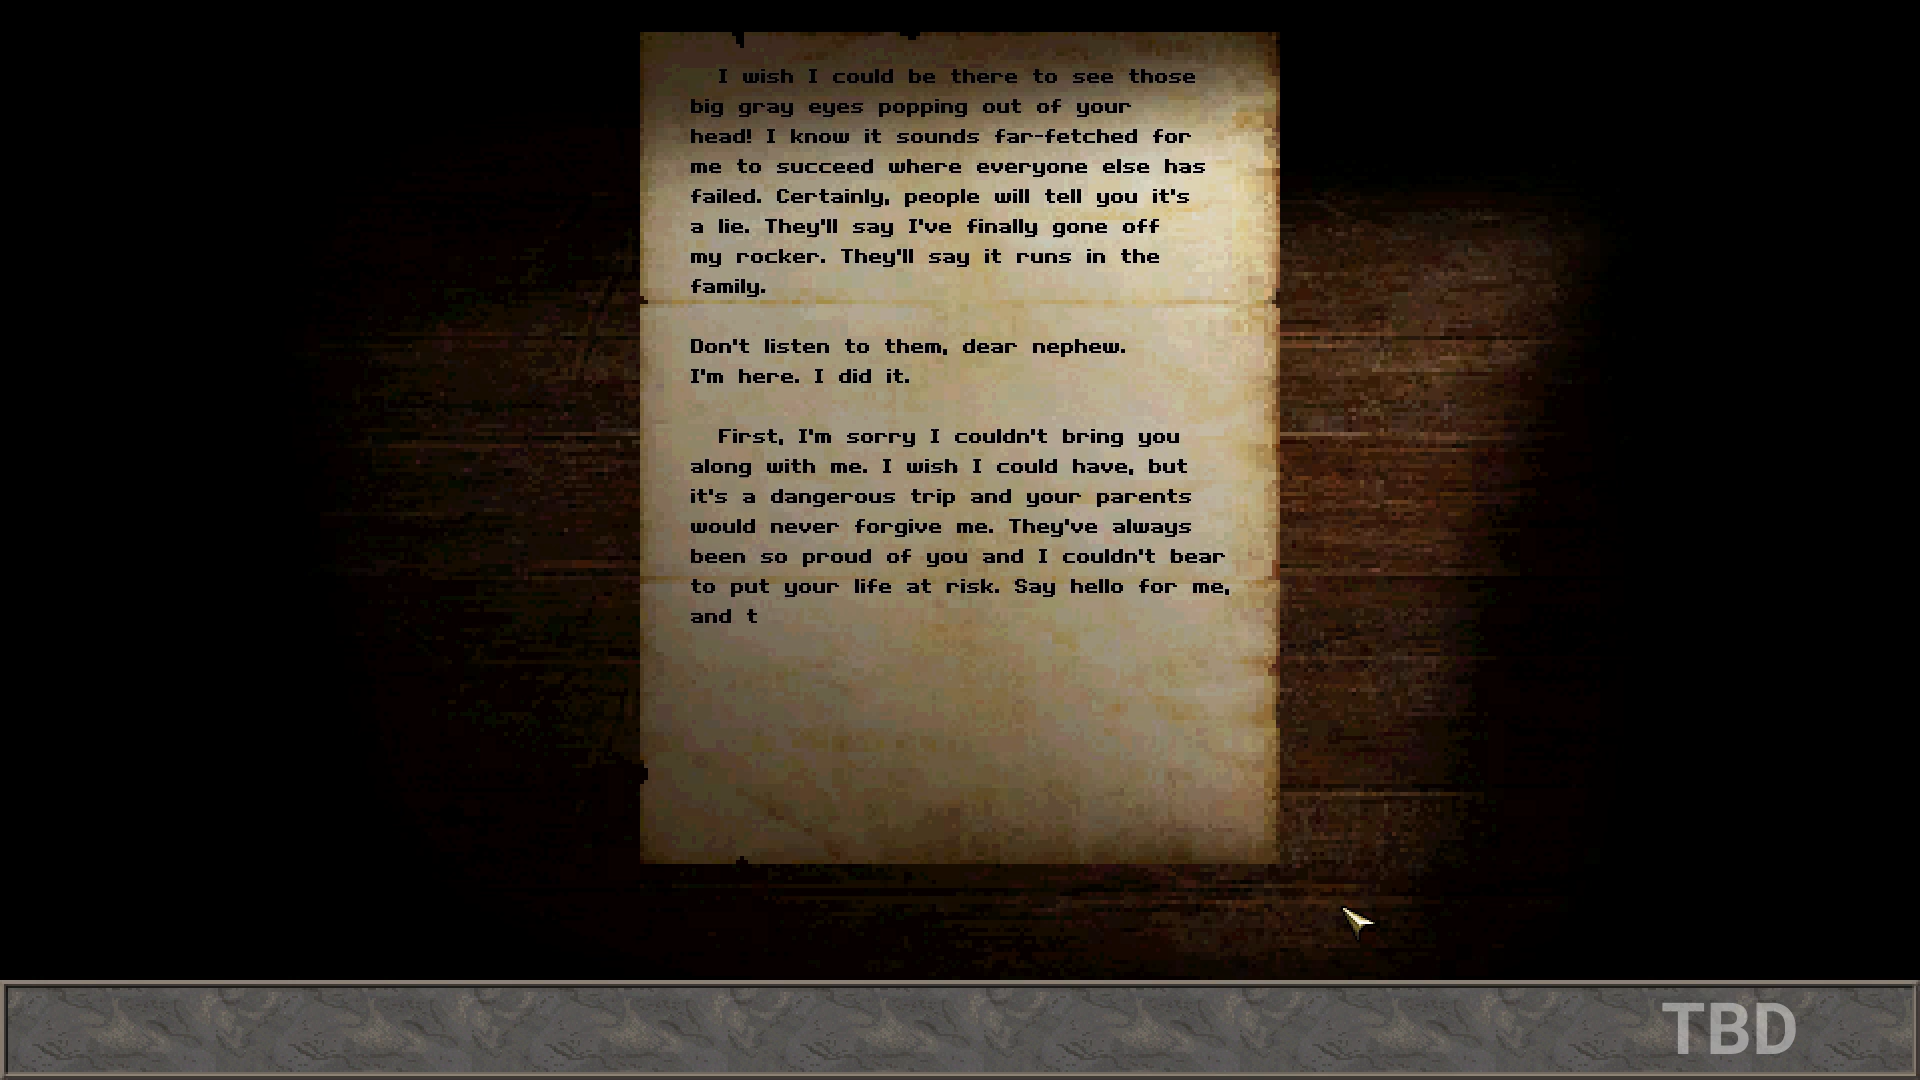 I wish I could be there to see those
big gray eyes popping out of your
head! I know it sounds far-fetched for
me to succeed where everyone else has
failed. Certainly, people will tell you it's
a lie. They'll say I've finally gone off
my rocker. They'll say it runs in the
family.
Don't listen to them, dear nephew.
I'm here. I did it.
First, I'm sorry I couldn't bring you
along with me. I wish I could have, but
it's a dangerous trip and your parents
would never forgive me. They've always
been so proud of you and I couldn't bear
to put your life at risk. Say hello for me,
and t
TBD